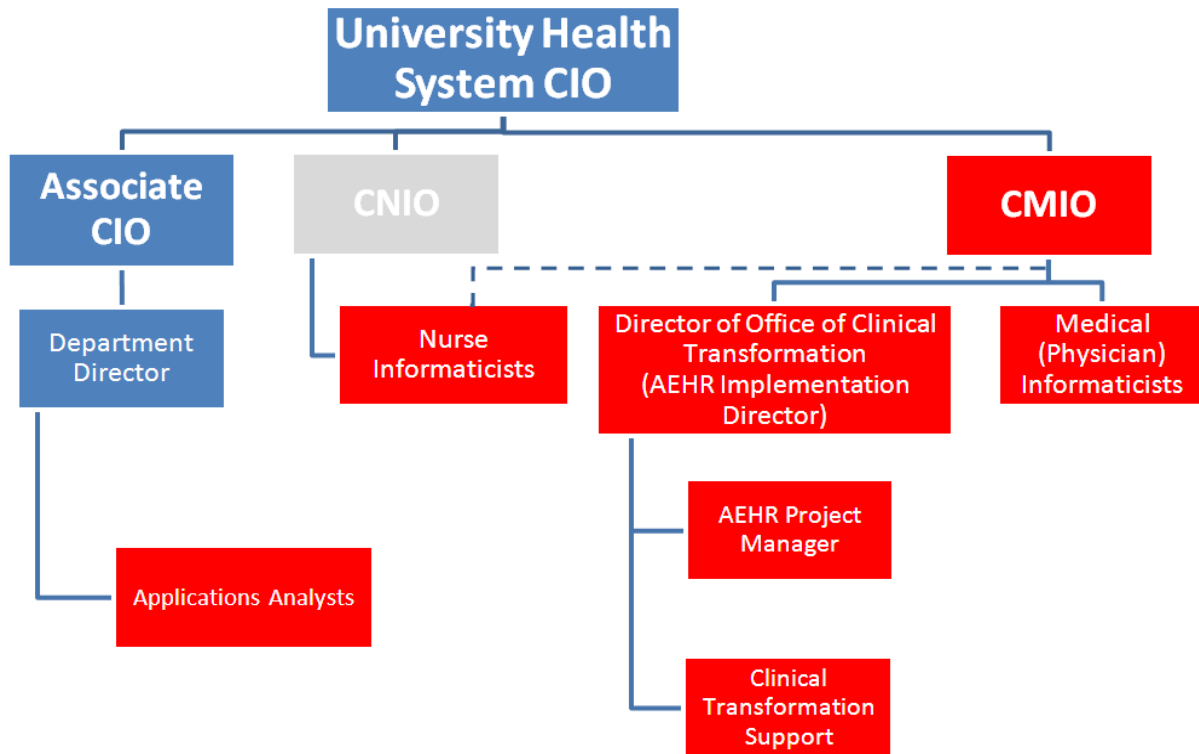 University Health
System CIO
Associate
CIO
CNIO
CMIO
Department
Director
Nurse
Informaticists
Director of Office of Clinical
Transformation
(AEHR Implementation
Director)
Medical
(Physician)
Informaticists
AEHR Project
Manager
Applications Analysts
Clinical
Transformation
Support